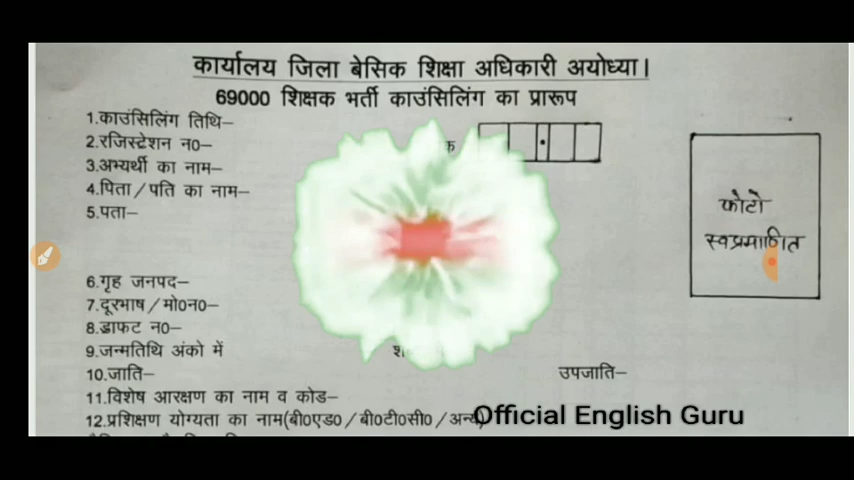 कार्यालय जिला बेसिक शिक्षा अधिकारी अयोध्या।
69000 शिक्षक भर्ती काउंसिलिंग का प्रारूप
1.काउंसिलिंग तिथि–
2.रजिस्टेशन न0–
3.अभ्यर्थी का नाम–
4.पिता/पति का नाम–
5.पता–
फोटो
स्वप्रमाणित
6.गृह जनपद–
7.दूरभाष/मो0न0–
8.ड्राफट न0–
9.जन्मतिथि अंको में
10.जाति– उपजाति–
11.विशेष आरक्षण का नाम व कोड–
12.प्रशिक्षण योग्यता का नाम(बी0एड0/बी0टी0सी0/अन्य
Official English Guru